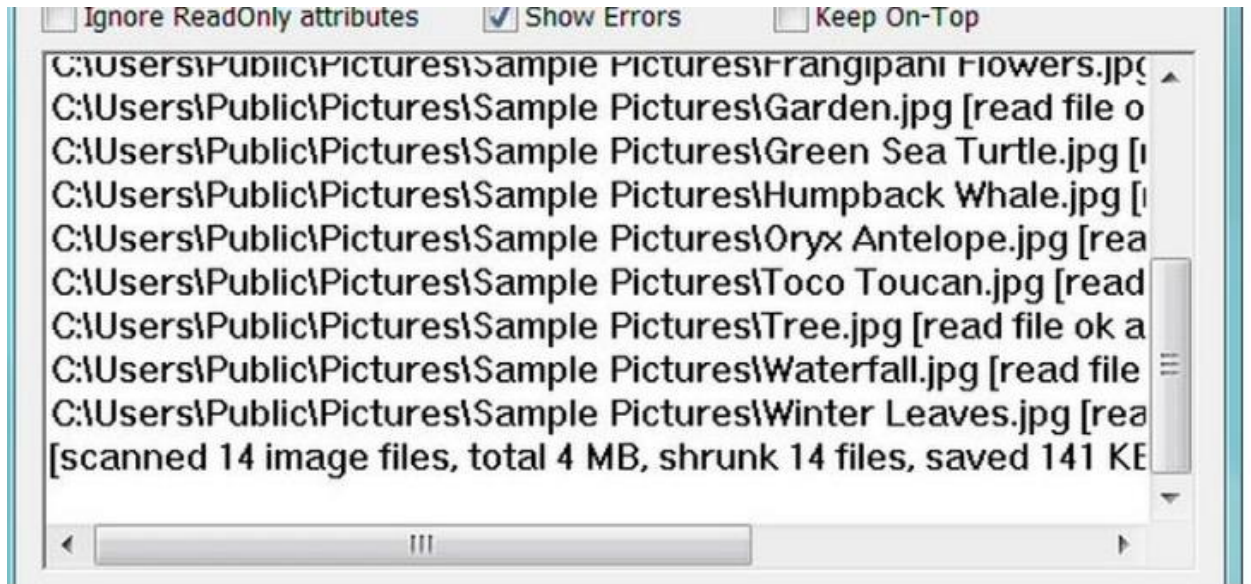 Ignore ReadOnly attributes Show Errors Keep On-Top
C:\Users\Public\Pictures\Sample Pictures\Frangipani Flowers.jpg
C:\Users\Public\Pictures\Sample Pictures\Garden.jpg [read file o
C:\Users\Public\Pictures\Sample Pictures\Green Sea Turtle.jpg [r
C:\Users\Public\Pictures\Sample Pictures\Humpback Whale.jpg [r
C:\Users\Public\Pictures\Sample Pictures\Oryx Antelope.jpg [rea
C:\Users\Public\Pictures\Sample Pictures\Toco Toucan.jpg [read
C:\Users\Public\Pictures\Sample Pictures\Tree.jpg [read file ok a
C:\Users\Public\Pictures\Sample Pictures\Waterfall.jpg [read file
C:\Users\Public\Pictures\Sample Pictures\Winter Leaves.jpg [rea
[scanned 14 image files, total 4 MB, shrunk 14 files, saved 141 KB